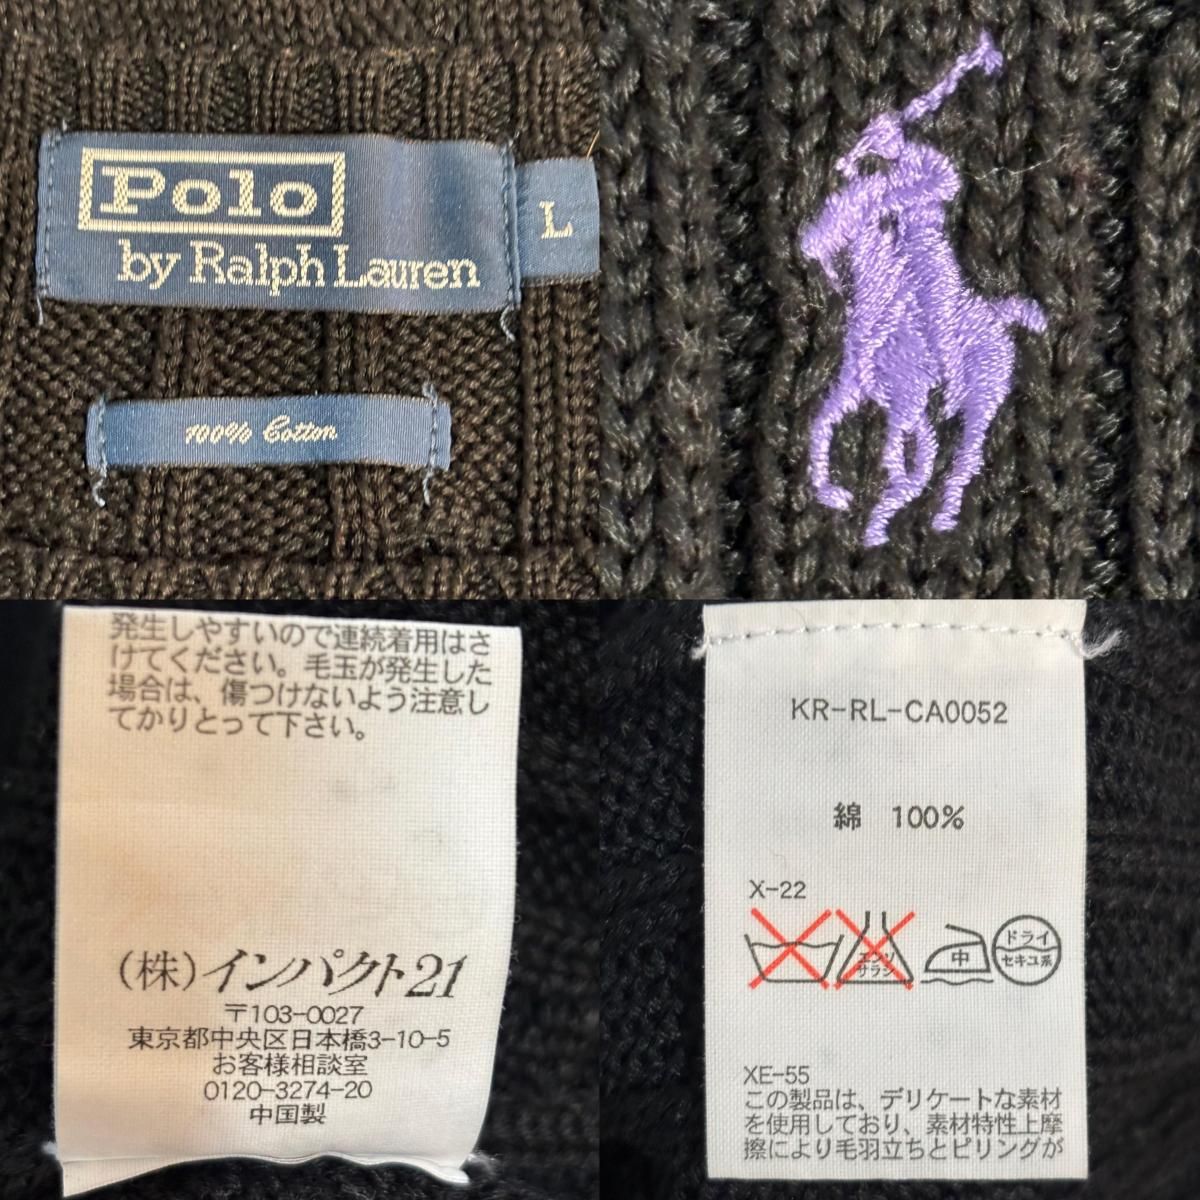 Polo
by Ralph Lauren
L
100% Cotton
発生しやすいので連続着用はさ
けてください。毛玉が発生した
場合は、傷つけないよう注意し
てかりとって下さい。
(株)インパクト21
〒103-0027
東京都中央区日本橋3-10-5
お客様相談室
0120-3274-20
中国製
KR-RL-CA0052
綿 100%
X-22
エンソ
サラシ
中
ドライ
セキユ系
XE-55
この製品は、デリケートな素材
を使用しており、素材特性上摩
擦により毛羽立ちとピリングが